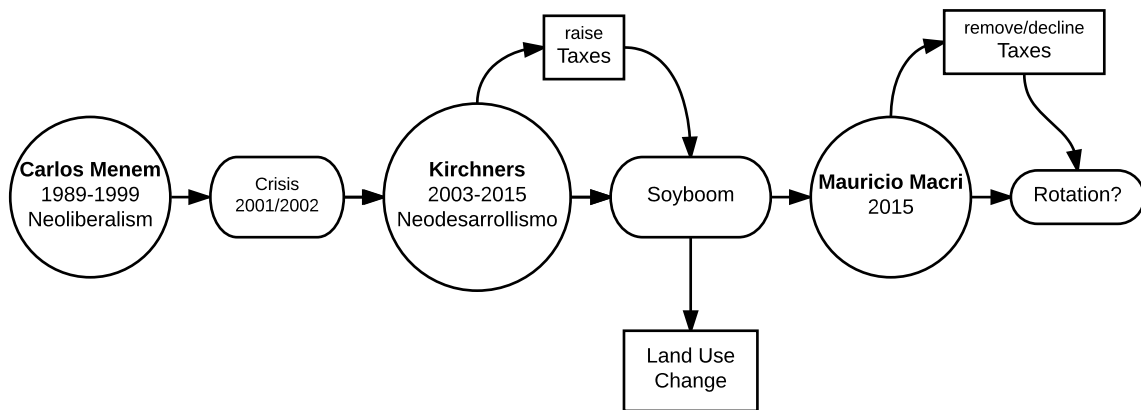 Carlos Menem
1989-1999
Neoliberalism
Crisis
2001/2002
Kirchners
2003-2015
Neodesarrollismo
raise
Taxes
Soyboom
Land Use
Change
Mauricio Macri
2015
remove/decline
Taxes
Rotation?